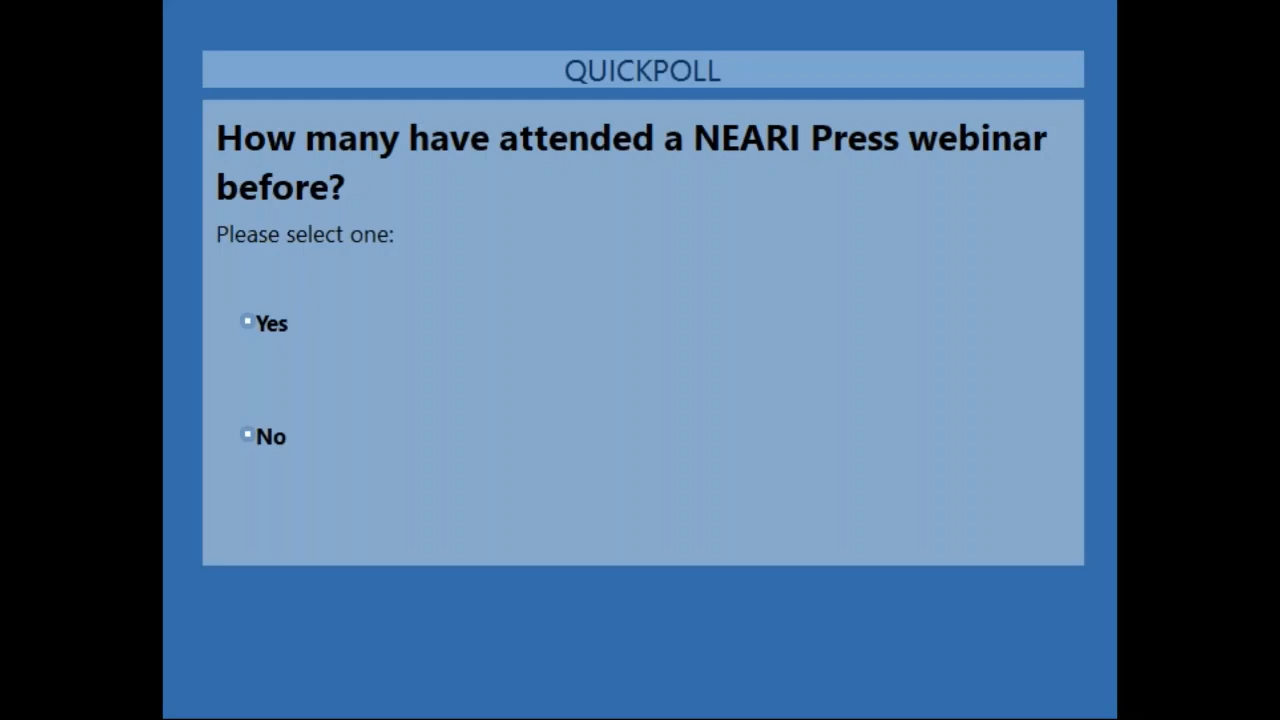 QUICKPOLL
How many have attended a NEARI Press webinar
before?
Please select one:
Yes
No